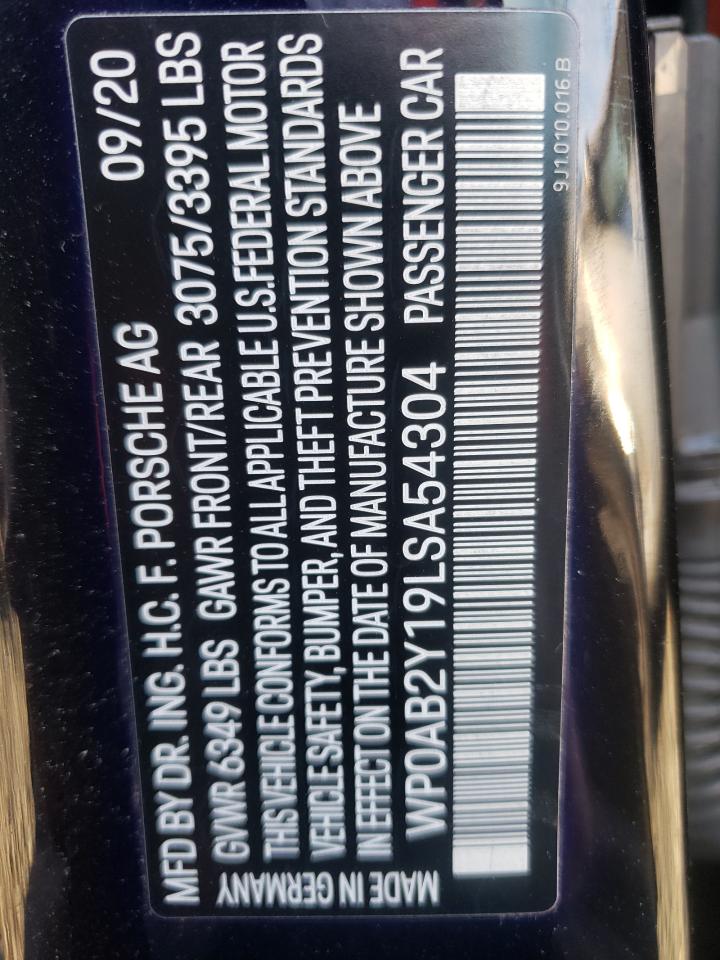 MFD BY DR. ING. H.C. F. PORSCHE AG 09/20
GVWR 6349 LBS GAWR FRONT/REAR 3075/3395 LBS
THIS VEHICLE CONFORMS TO ALL APPLICABLE U.S. FEDERAL MOTOR
VEHICLE SAFETY, BUMPER, AND THEFT PREVENTION STANDARDS
IN EFFECT ON THE DATE OF MANUFACTURE SHOWN ABOVE
WP0AB2Y19LSA54304 PASSENGER CAR
MADE IN GERMANY
9J1.010.016.B